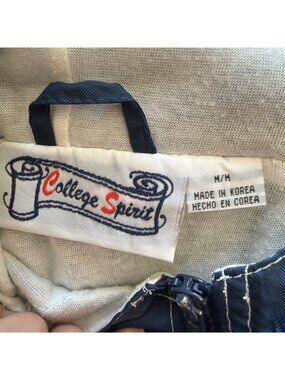 College Spirit
M/M
MADE IN KOREA
HECHO EN COREA